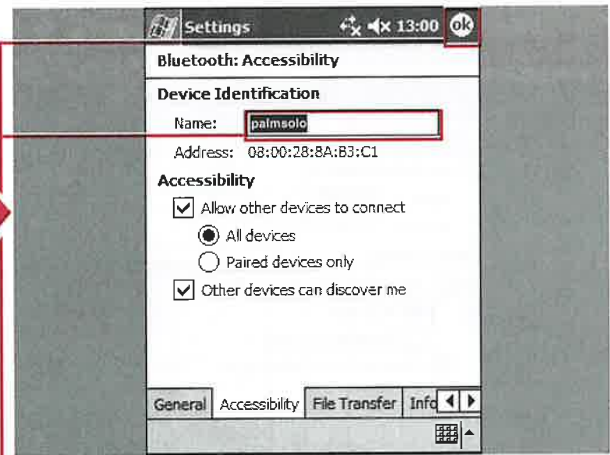 Settings 13:00 ok
Bluetooth: Accessibility
Device Identification
Name: palmsolo
Address: 08:00:28:8A:B3:C1
Accessibility
Allow other devices to connect
All devices
Paired devices only
Other devices can discover me
General Accessibility File Transfer Info